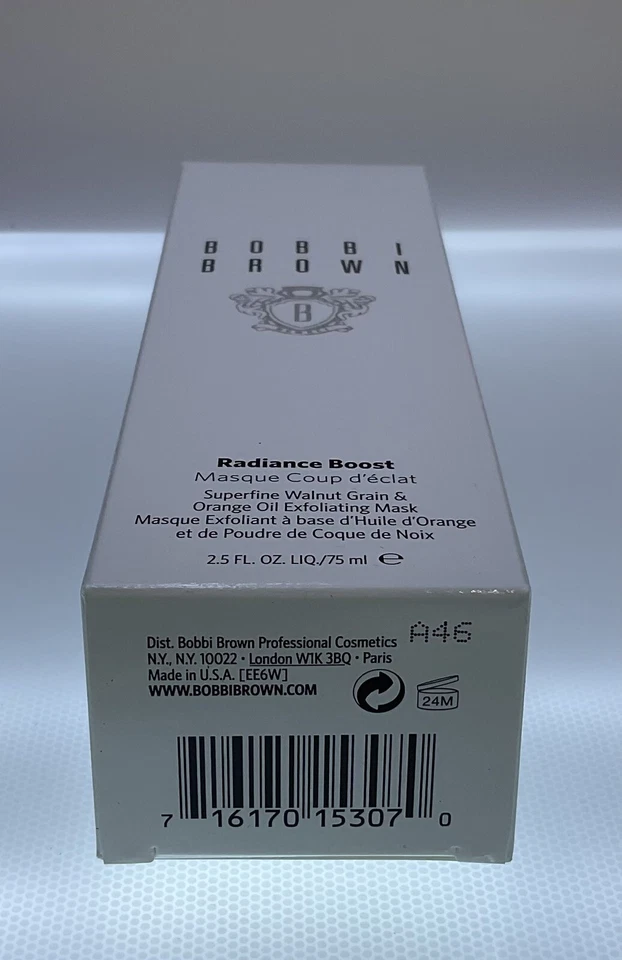 BOBBI
BROWN
B
Radiance Boost
Masque Coup d'éclat
Superfine Walnut Grain &
Orange Oil Exfoliating Mask
Masque Exfoliant à base d'Huile d'Orange
et de Poudre de Coque de Noix
2.5 FL. OZ. LIQ./75 ml ℮
Dist. Bobbi Brown Professional Cosmetics
A46
N.Y., N.Y. 10022 • London W1K 3BQ • Paris
Made in U.S.A. [EE6W]
WWW.BOBBIBROWN.COM
24M
7 16170 15307 0